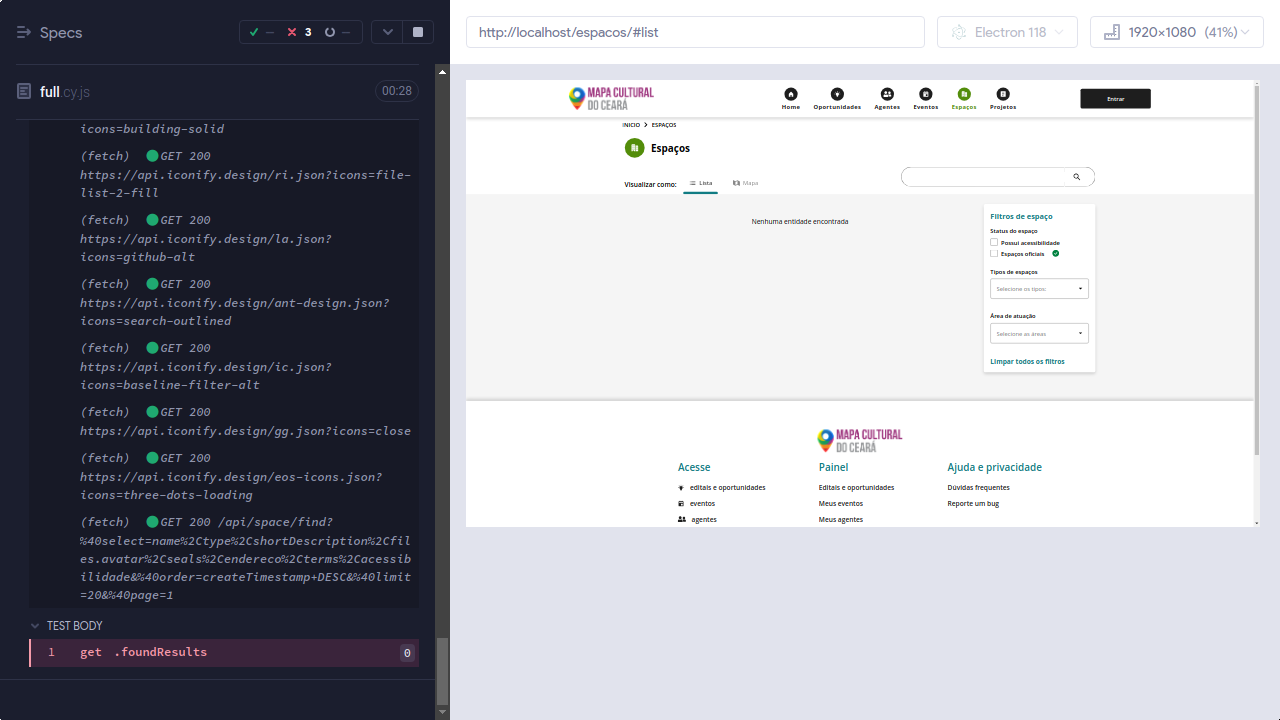 Specs
-- 3 --
full.cy.js 00:28
icons=building-solid
(fetch) GET 200
https://api.iconify.design/ri.json?icons=file-
list-2-fill
(fetch) GET 200
https://api.iconify.design/la.json?
icons=github-alt
(fetch) GET 200
https://api.iconify.design/ant-design.json?
icons=search-outlined
(fetch) GET 200
https://api.iconify.design/ic.json?
icons=baseline-filter-alt
(fetch) GET 200
https://api.iconify.design/gg.json?icons=close
(fetch) GET 200
https://api.iconify.design/eos-icons.json?
icons=three-dots-loading
(fetch) GET 200 /api/space/find?
%40select=name%2Ctype%2CshortDescription%2Cfil
es.avatar%2Cseals%2Cendereco%2Cterms%2Cacessib
ilidade&%40order=createTimestamp+DESC&%40limit
=20&%40page=1
TEST BODY
1 get .foundResults 0
http://localhost/espacos/#list
Electron 118
1920×1080 (41%)
MAPA CULTURAL
DO CEARÁ
Home Oportunidades Agentes Eventos Espaços Projetos
Entrar
INICIO > ESPAÇOS
Espaços
Visualizar como: Lista Mapa
Nenhuma entidade encontrada
Filtros de espaço
Status do espaço
Possui acessibilidade
Espaços oficiais
Tipos de espaços
Selecione os tipos:
Área de atuação
Selecione as áreas
Limpar todos os filtros
MAPA CULTURAL
DO CEARÁ
Acesse Painel Ajuda e privacidade
editais e oportunidades Editais e oportunidades Dúvidas frequentes
eventos Meus eventos Reporte um bug
agentes Meus agentes